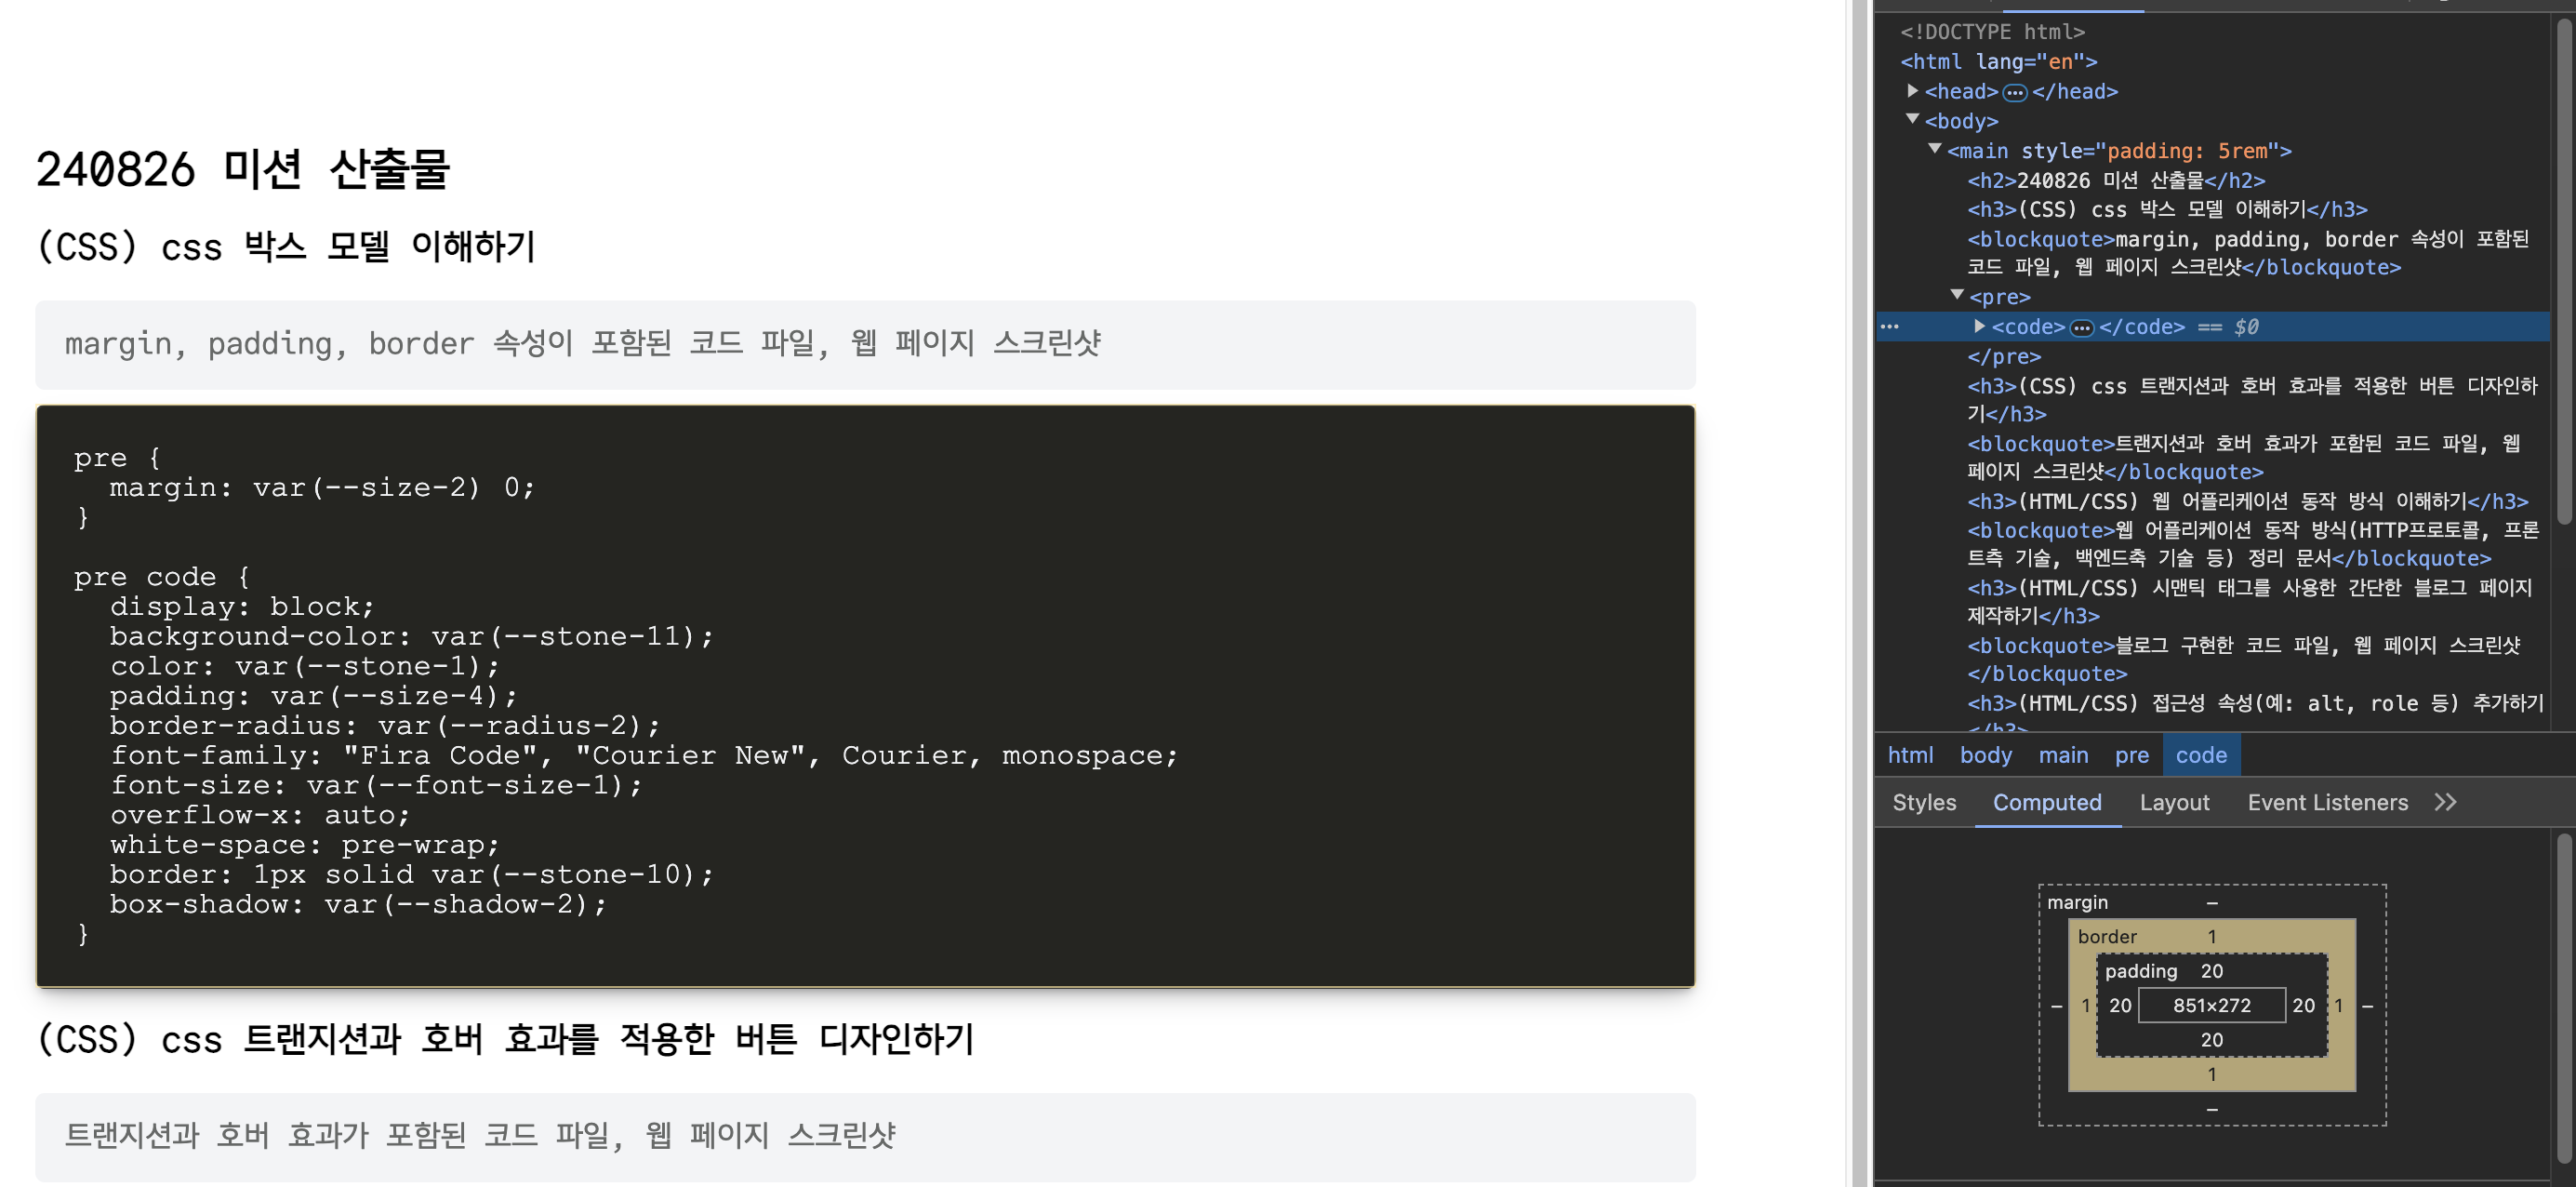 240826 미션 산출물
(CSS) css 박스 모델 이해하기
margin, padding, border 속성이 포함된 코드 파일, 웹 페이지 스크린샷
pre {
  margin: var(--size-2) 0;
}
pre code {
  display: block;
  background-color: var(--stone-11);
  color: var(--stone-1);
  padding: var(--size-4);
  border-radius: var(--radius-2);
  font-family: "Fira Code", "Courier New", Courier, monospace;
  font-size: var(--font-size-1);
  overflow-x: auto;
  white-space: pre-wrap;
  border: 1px solid var(--stone-10);
  box-shadow: var(--shadow-2);
}
(CSS) css 트랜지션과 호버 효과를 적용한 버튼 디자인하기
트랜지션과 호버 효과가 포함된 코드 파일, 웹 페이지 스크린샷
<!DOCTYPE html>
<html lang="en">
<head>…</head>
<body>
<main style="padding: 5rem">
<h2>240826 미션 산출물</h2>
<h3>(CSS) css 박스 모델 이해하기</h3>
<blockquote>margin, padding, border 속성이 포함된
코드 파일, 웹 페이지 스크린샷</blockquote>
<pre>
<code>…</code> == $0
</pre>
<h3>(CSS) css 트랜지션과 호버 효과를 적용한 버튼 디자인하
기</h3>
<blockquote>트랜지션과 호버 효과가 포함된 코드 파일, 웹
페이지 스크린샷</blockquote>
<h3>(HTML/CSS) 웹 어플리케이션 동작 방식 이해하기</h3>
<blockquote>웹 어플리케이션 동작 방식(HTTP프로토콜, 프론
트측 기술, 백엔드축 기술 등) 정리 문서</blockquote>
<h3>(HTML/CSS) 시맨틱 태그를 사용한 간단한 블로그 페이지
제작하기</h3>
<blockquote>블로그 구현한 코드 파일, 웹 페이지 스크린샷
</blockquote>
<h3>(HTML/CSS) 접근성 속성(예: alt, role 등) 추가하기
</h3>
html body main pre code
Styles Computed Layout Event Listeners
margin –
border 1
padding 20
– 1 20 851×272 20 1 –
20
1
–